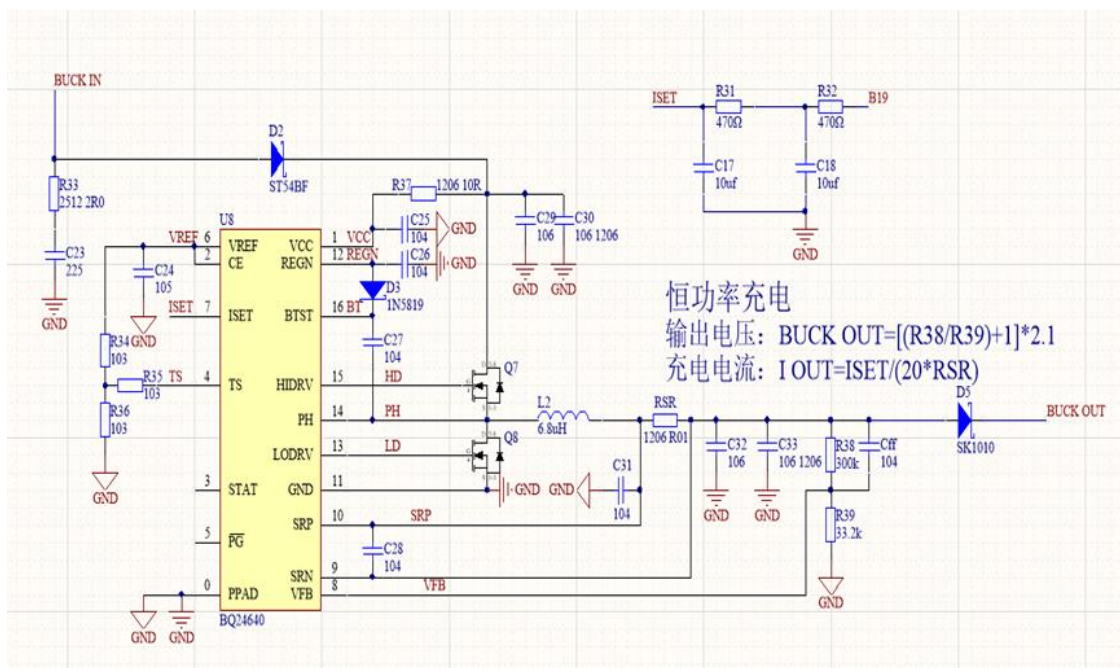 BUCK IN
D2
ST54BF
R33
2512 2R0
C23
225
GND
R37
1206 10R
C25
104
GND
C26
104
GND
C29
106
GND
C30
106 1206
GND
ISET
R31
470Ω
R32
470Ω
B19
C17
10uf
C18
10uf
GND
U8
VREF
6
VREF
VCC
1
VCC
2
CE
REGN
12
REGN
C24
105
GND
D3
1N5819
ISET
7
ISET
BTST
16
BT
C27
104
R34
103
R35
103
TS
4
TS
HIDRV
15
HD
Q7
R36
103
GND
PH
14
PH
L2
6.8uH
RSR
1206 R01
LODRV
13
LD
Q8
3
STAT
GND
11
GND
GND
C31
104
SRP
10
SRP
C28
104
5
PG
SRN
9
0
PPAD
VFB
8
VFB
BQ24640
GND
GND
恒功率充电
输出电压：BUCK OUT=[(R38/R39)+1]*2.1
充电电流：I OUT=ISET/(20*RSR)
D5
SK1010
BUCK OUT
C32
106
GND
C33
106 1206
GND
R38
300k
Cff
104
R39
33.2k
GND